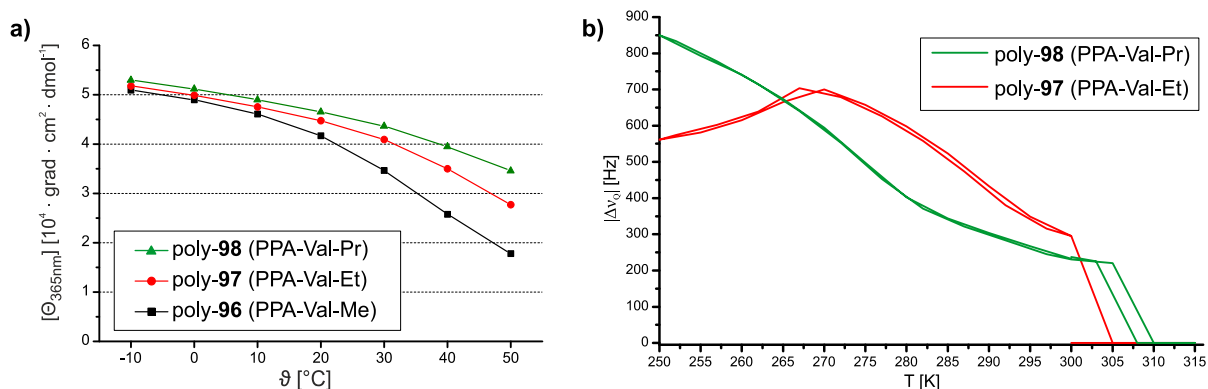 a)
[Θ365nm] [10⁴ · grad · cm² · dmol⁻¹]
6
5
4
3
2
1
0
poly-98 (PPA-Val-Pr)
poly-97 (PPA-Val-Et)
poly-96 (PPA-Val-Me)
-10 0 10 20 30 40 50
ϑ [°C]
b)
|Δν₀| [Hz]
900
800
700
600
500
400
300
200
100
0
poly-98 (PPA-Val-Pr)
poly-97 (PPA-Val-Et)
250 255 260 265 270 275 280 285 290 295 300 305 310 315
T [K]